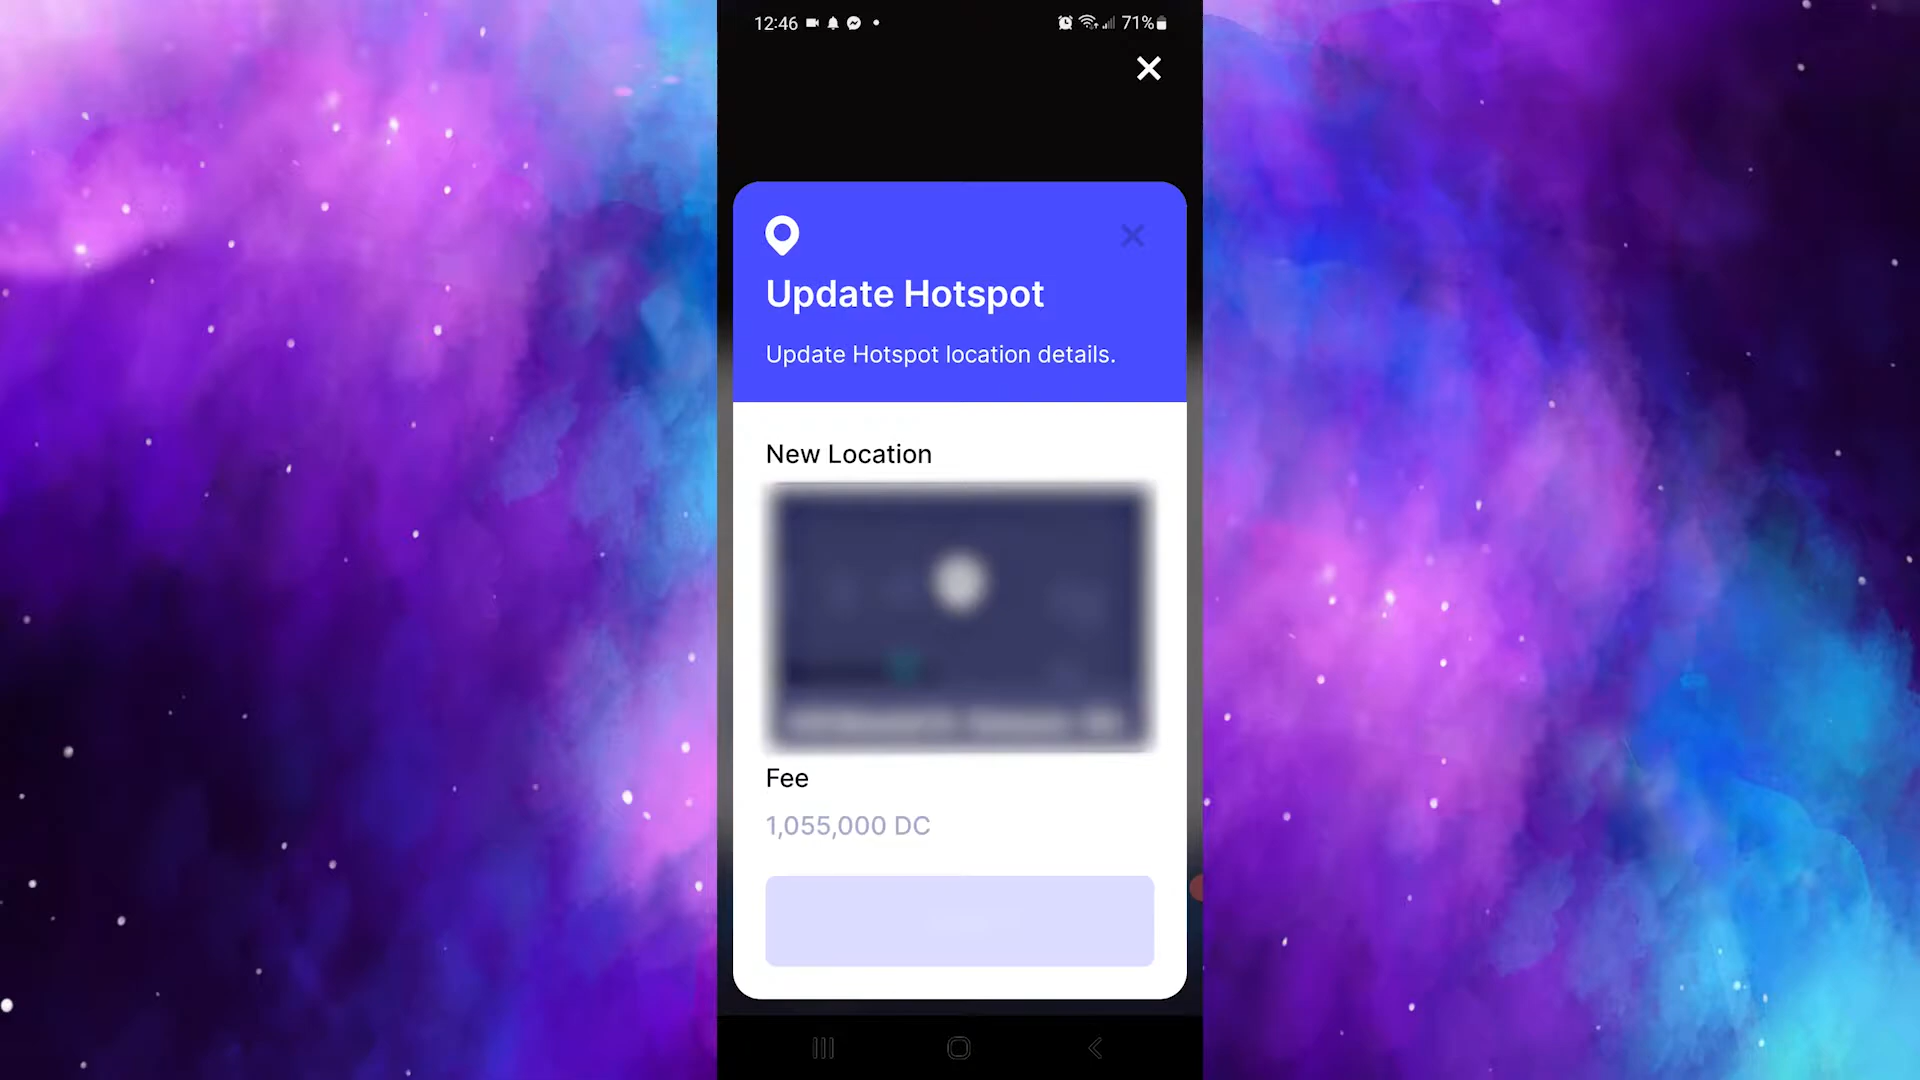 12:46
71%
Update Hotspot
Update Hotspot location details.
New Location
Fee
1,055,000 DC